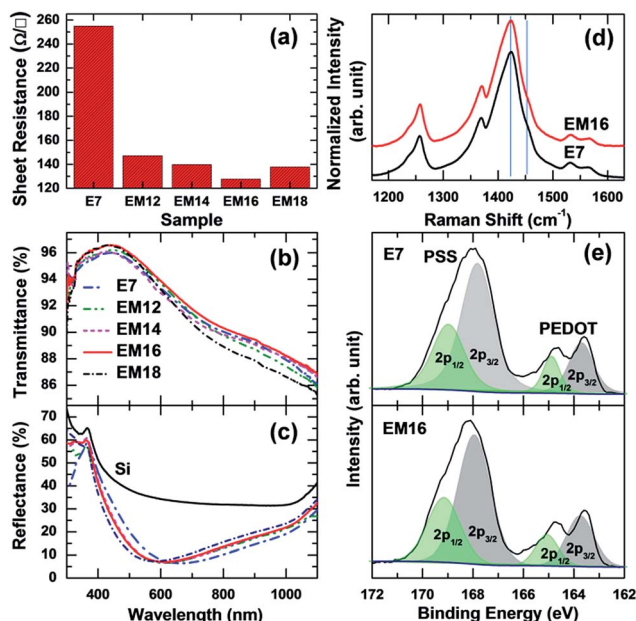 (a)
Sheet Resistance (Ω/□)
260
240
220
200
180
160
140
120
E7 EM12 EM14 EM16 EM18
Sample
(b)
Transmittance (%)
96
94
92
90
88
86
E7
EM12
EM14
EM16
EM18
(c)
Reflectance (%)
70
60
50
40
30
20
10
0
Si
400 600 800 1000
Wavelength (nm)
(d)
Normalized Intensity
(arb. unit)
EM16
E7
1200 1300 1400 1500 1600
Raman Shift (cm-1)
(e)
E7
PSS
PEDOT
2p1/2
2p3/2
2p1/2
2p3/2
Intensity (arb. unit)
EM16
2p1/2
2p3/2
2p1/2
2p3/2
172 170 168 166 164 162
Binding Energy (eV)